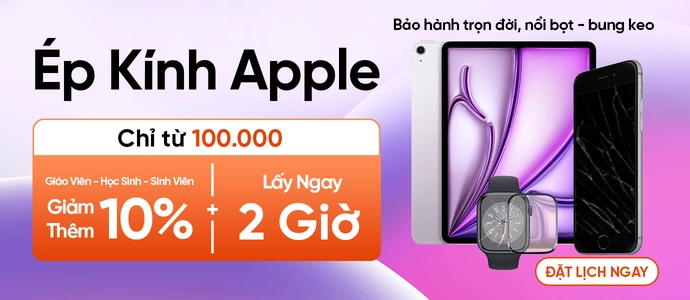 Bảo hành trọn đời, nổi bọt - bung keo
Ép Kính Apple
Chỉ từ 100.000
Giáo Viên - Học Sinh - Sinh Viên
Giảm Thêm 10%
+
Lấy Ngay
2 Giờ
ĐẶT LỊCH NGAY